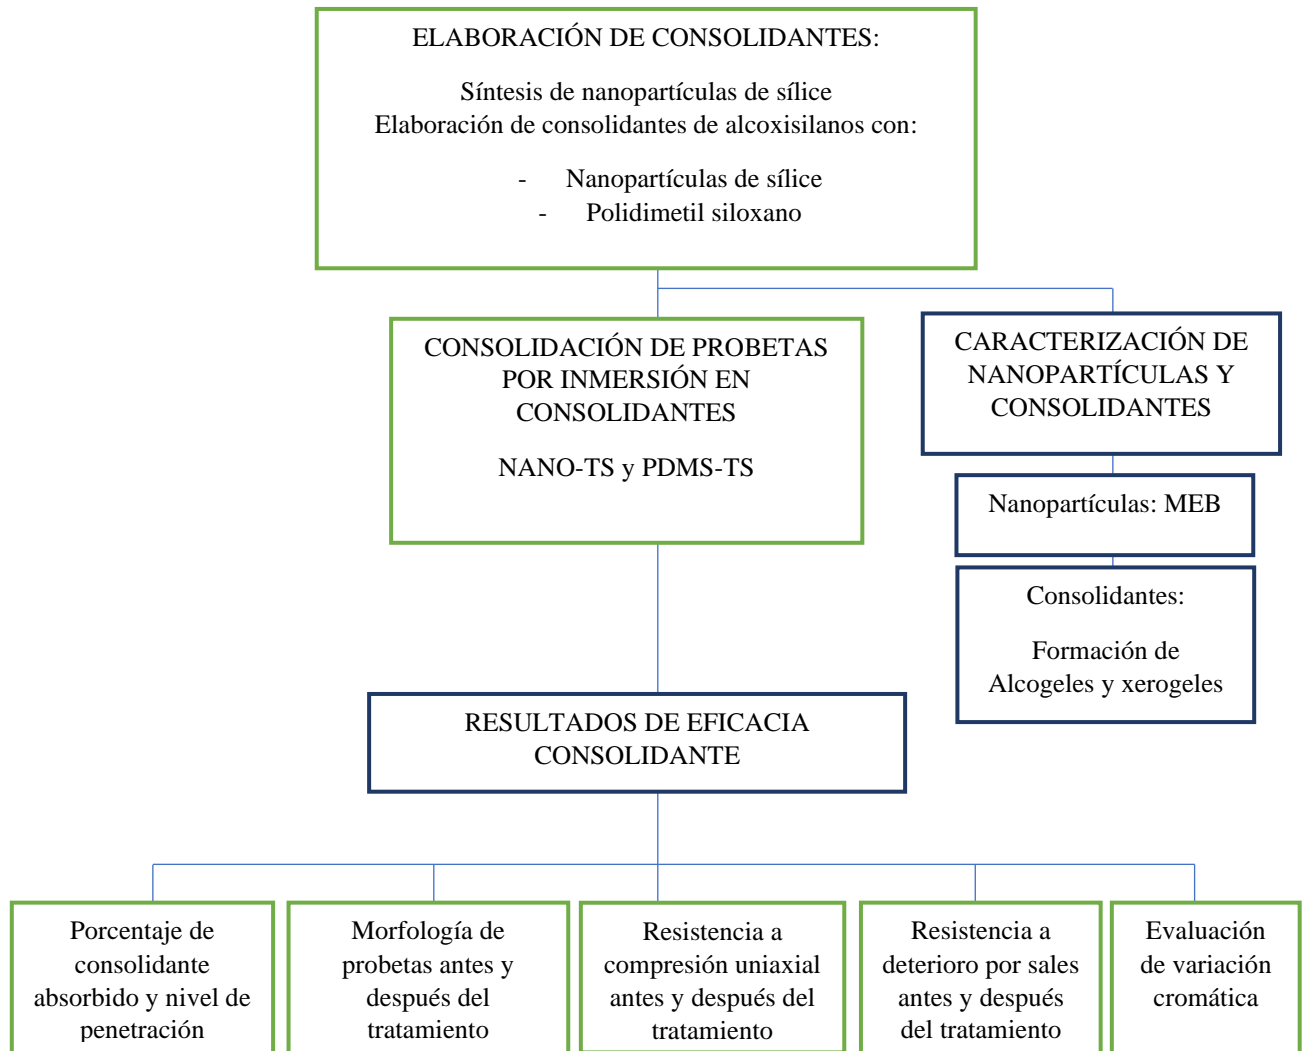 ELABORACIÓN DE CONSOLIDANTES:
Síntesis de nanopartículas de sílice
Elaboración de consolidantes de alcoxisilanos con:
- Nanopartículas de sílice
- Polidimetil siloxano
CONSOLIDACIÓN DE PROBETAS
POR INMERSIÓN EN
CONSOLIDANTES
NANO-TS y PDMS-TS
CARACTERIZACIÓN DE
NANOPARTÍCULAS Y
CONSOLIDANTES
Nanopartículas: MEB
Consolidantes:
Formación de
Alcogeles y xerogeles
RESULTADOS DE EFICACIA
CONSOLIDANTE
Porcentaje de
consolidante
absorbido y nivel de
penetración
Morfología de
probetas antes y
después del
tratamiento
Resistencia a
compresión uniaxial
antes y después del
tratamiento
Resistencia a
deterioro por sales
antes y después
del tratamiento
Evaluación
de variación
cromática